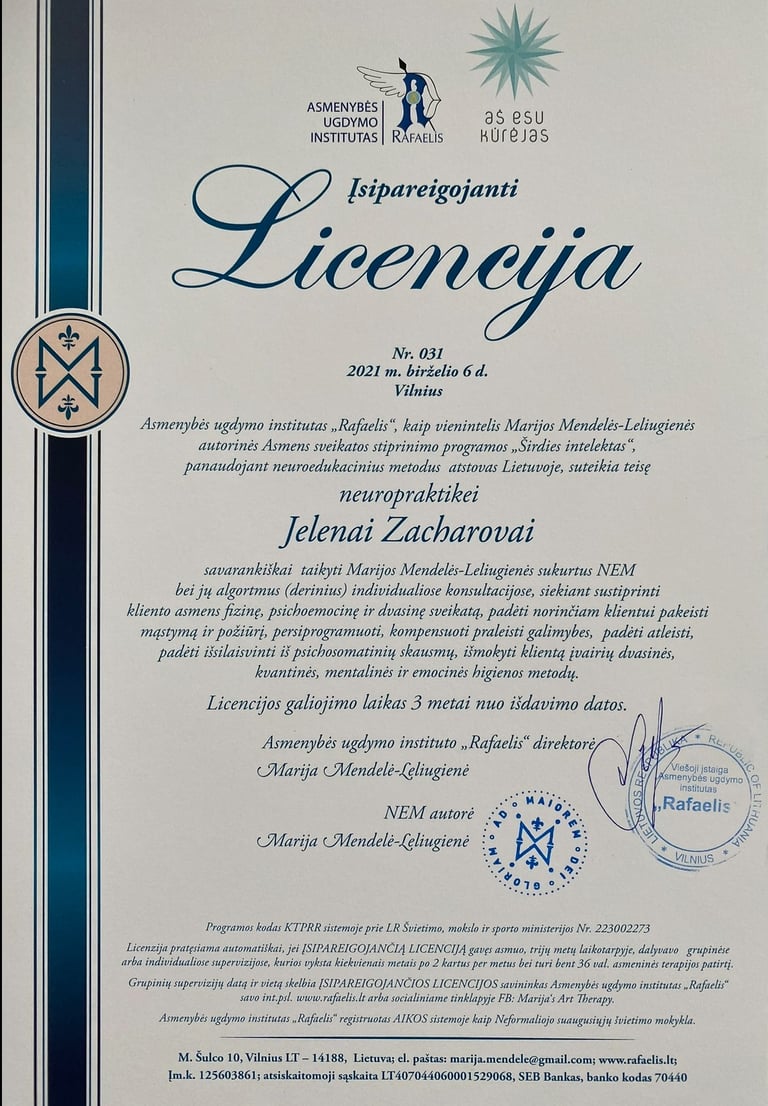 ASMENYBĖS
UGDYMO
INSTITUTAS
RAFAELIS
aš esu
kūrėjas
Įsipareigojanti
Licencija
Nr. 031
2021 m. birželio 6 d.
Vilnius
Asmenybės ugdymo institutas „Rafaelis“, kaip vienintelis Marijos Mendelės-Leliugienės
autorinės Asmens sveikatos stiprinimo programos „Širdies intelektas“,
panaudojant neuroedukacinius metodus atstovas Lietuvoje, suteikia teisę
neuropraktikei
Jelenai Zacharovai
savarankiškai taikyti Marijos Mendelės-Leliugienės sukurtus NEM
bei jų algortmus (derinius) individualiose konsultacijose, siekiant sustiprinti
kliento asmens fizinę, psichoemocinę ir dvasinę sveikatą, padėti norinčiam klientui pakeisti
mąstymą ir požiūrį, persiprogramuoti, kompensuoti praleisti galimybes, padėti atleisti,
padėti išsilaisvinti iš psichosomatinių skausmų, išmokyti klientą įvairių dvasinės,
kvantinės, mentalinės ir emocinės higienos metodų.
Licencijos galiojimo laikas 3 metai nuo išdavimo datos.
Asmenybės ugdymo instituto „Rafaelis“ direktorė
Marija Mendelė-Leliugienė
LIETUVOS RESPUBLIKA * REPUBLIC OF LITHUANIA * VILNIUS *
Viešoji įstaiga
Asmenybės ugdymo
institutas
„Rafaelis
NEM autorė
Marija Mendelė-Leliugienė
AD MAIOREM DEI GLORIAM
Programos kodas KTPRR sistemoje prie LR Švietimo, mokslo ir sporto ministerijos Nr. 223002273
Licenzija pratęsiama automatiškai, jei ĮSIPAREIGOJANČIĄ LICENCIJĄ gavęs asmuo, trijų metų laikotarpyje, dalyvavo grupinėse
arba individualiose supervizijose, kurios vyksta kiekvienais metais po 2 kartus per metus bei turi bent 36 val. asmeninės terapijos patirtį.
Grupinių supervizijų datą ir vietą skelbia ĮSIPAREIGOJANČIOS LICENCIJOS savininkas Asmenybės ugdymo institutas „Rafaelis“
savo int.psl. www.rafaelis.lt arba socialiniame tinklapyje FB: Marija's Art Therapy.
Asmenybės ugdymo institutas „Rafaelis“ registruotas AIKOS sistemoje kaip Neformaliojo suaugusiųjų švietimo mokykla.
M. Šulco 10, Vilnius LT – 14188, Lietuva; el. paštas: marija.mendele@gmail.com; www.rafaelis.lt;
Įm.k. 125603861; atsiskaitomoji sąskaita LT407044060001529068, SEB Bankas, banko kodas 70440